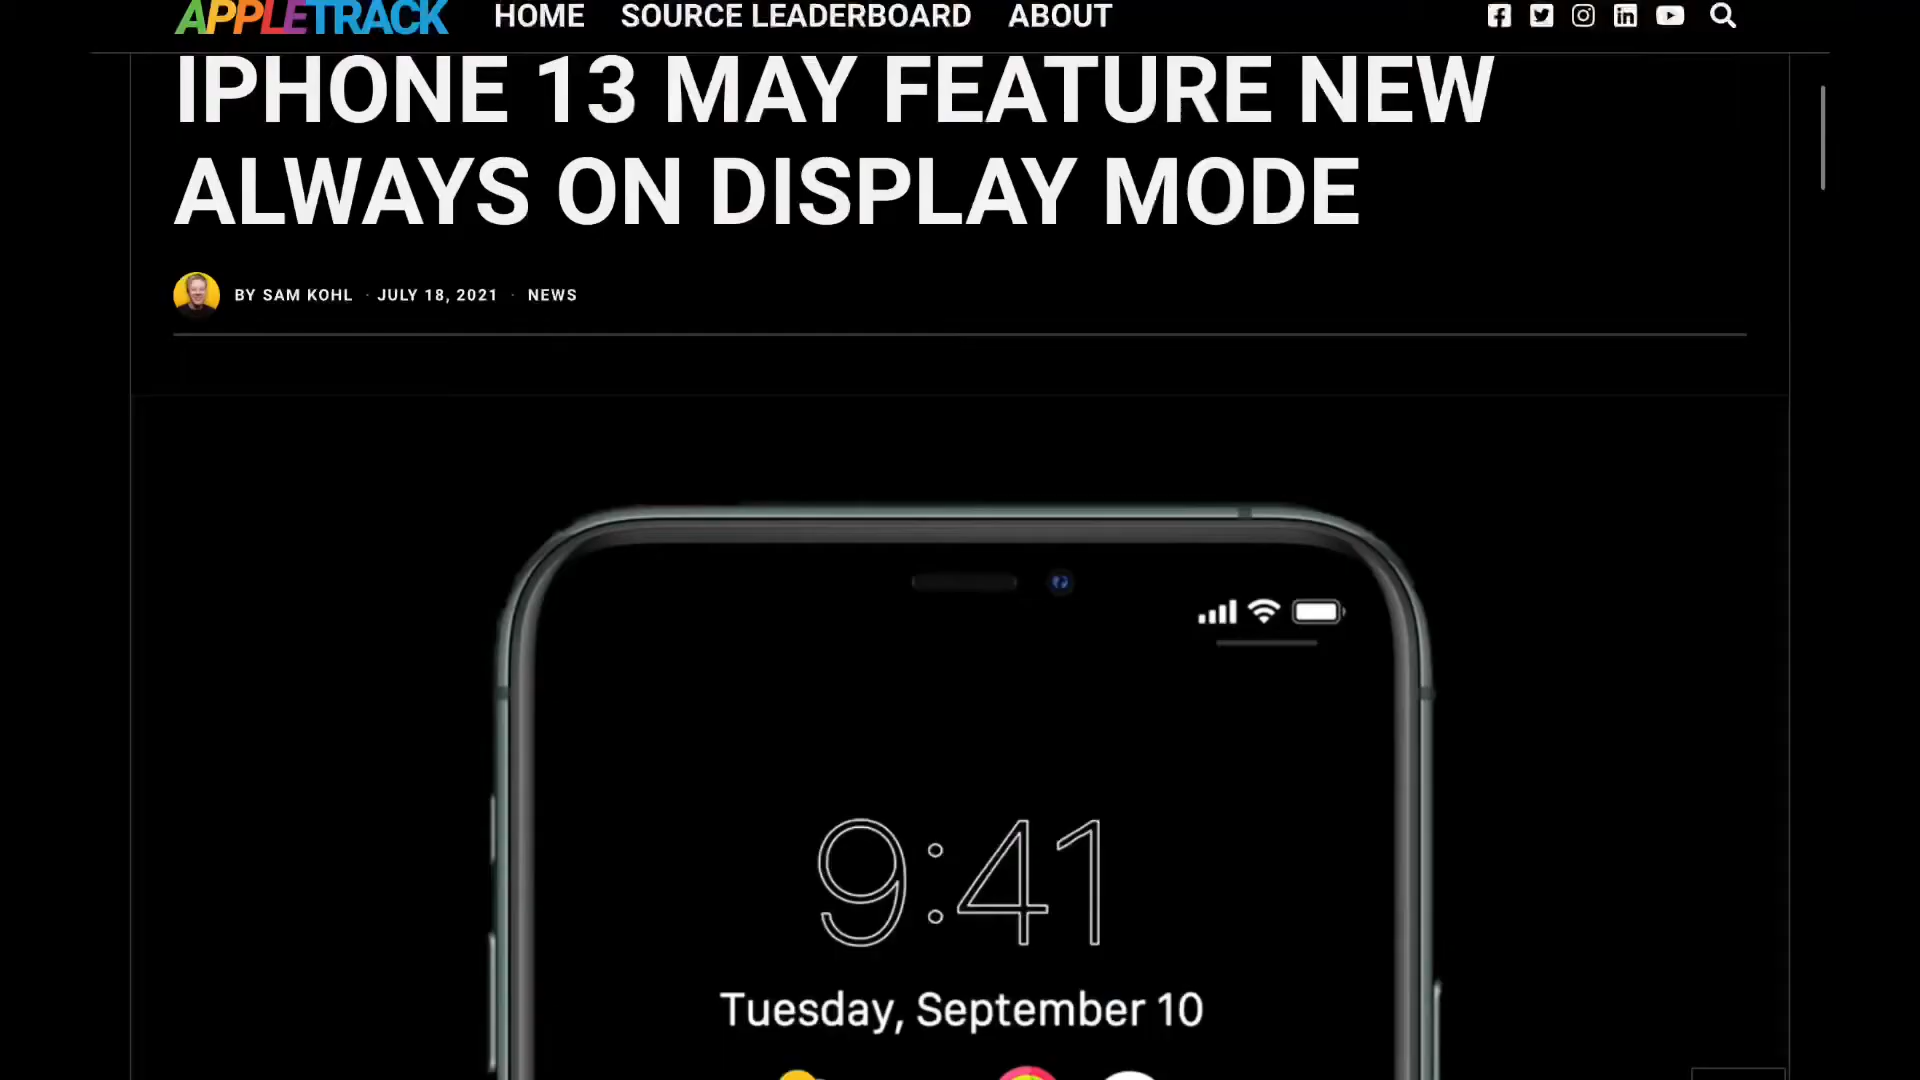 APPLETRACK HOME SOURCE LEADERBOARD ABOUT
IPHONE 13 MAY FEATURE NEW
ALWAYS ON DISPLAY MODE
BY SAM KOHL · JULY 18, 2021 · NEWS
9:41
Tuesday, September 10